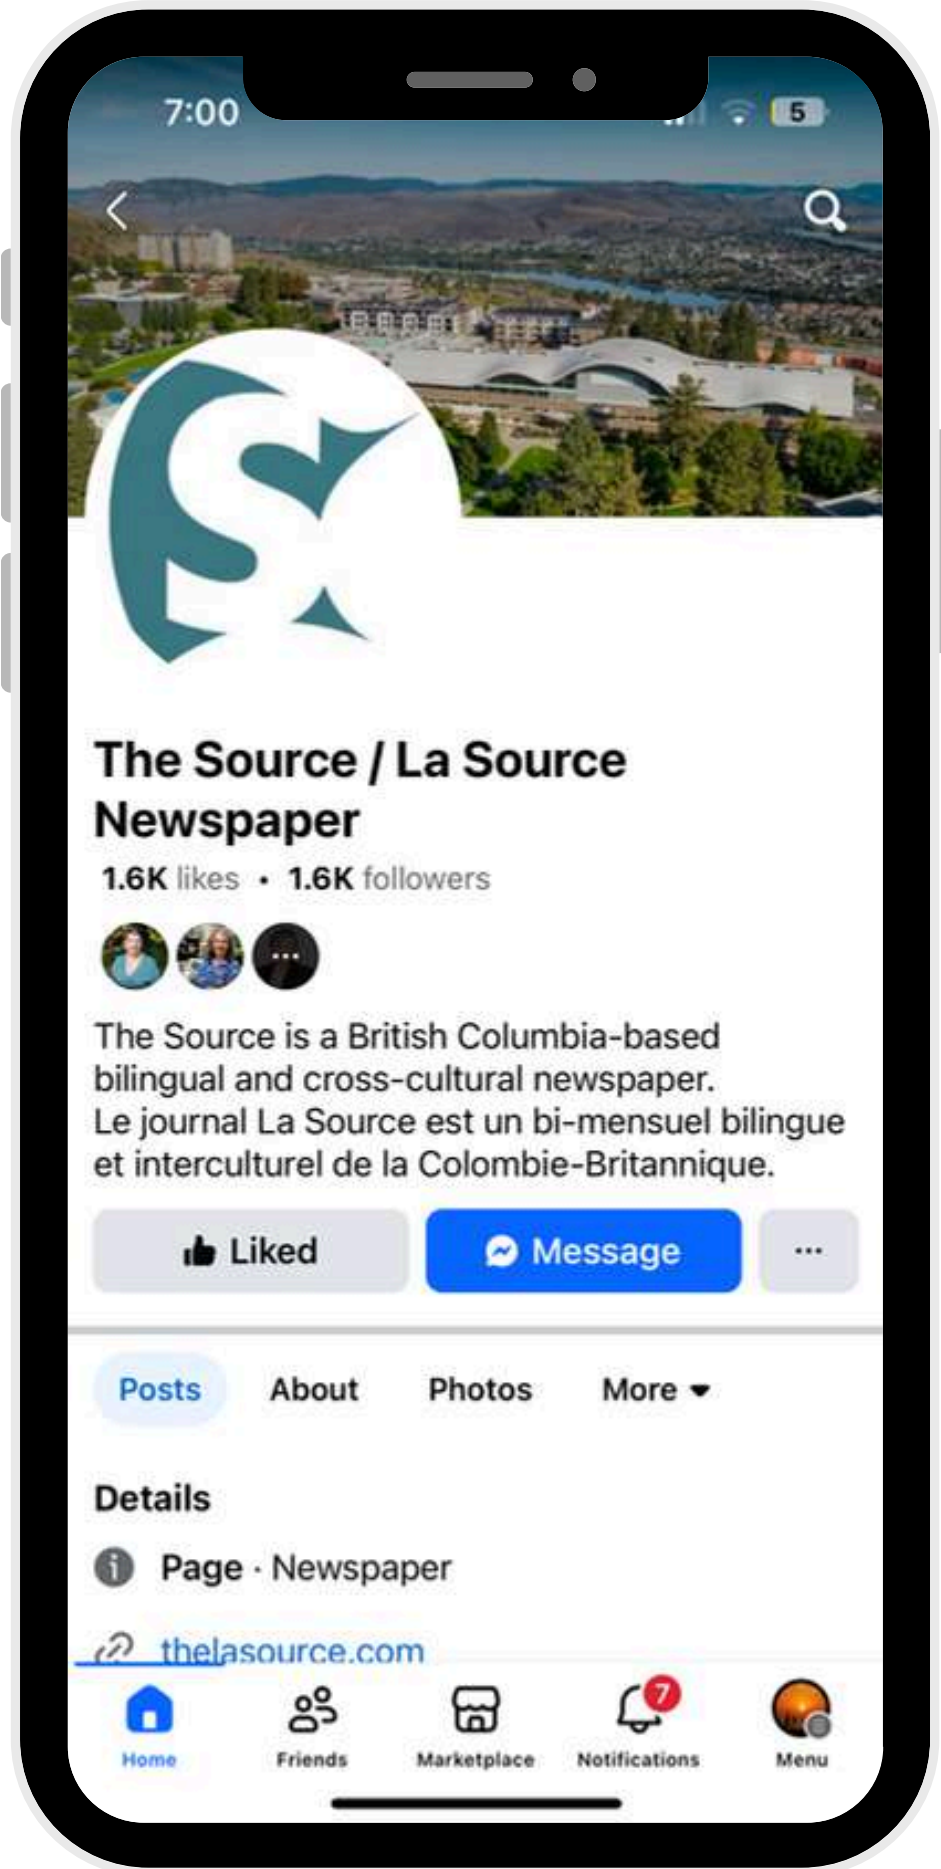 7:00
5
The Source / La Source
Newspaper
1.6K likes • 1.6K followers
The Source is a British Columbia-based
bilingual and cross-cultural newspaper.
Le journal La Source est un bi-mensuel bilingue
et interculturel de la Colombie-Britannique.
Liked Message ...
Posts About Photos More
Details
Page · Newspaper
thelasource.com
7
Home Friends Marketplace Notifications Menu